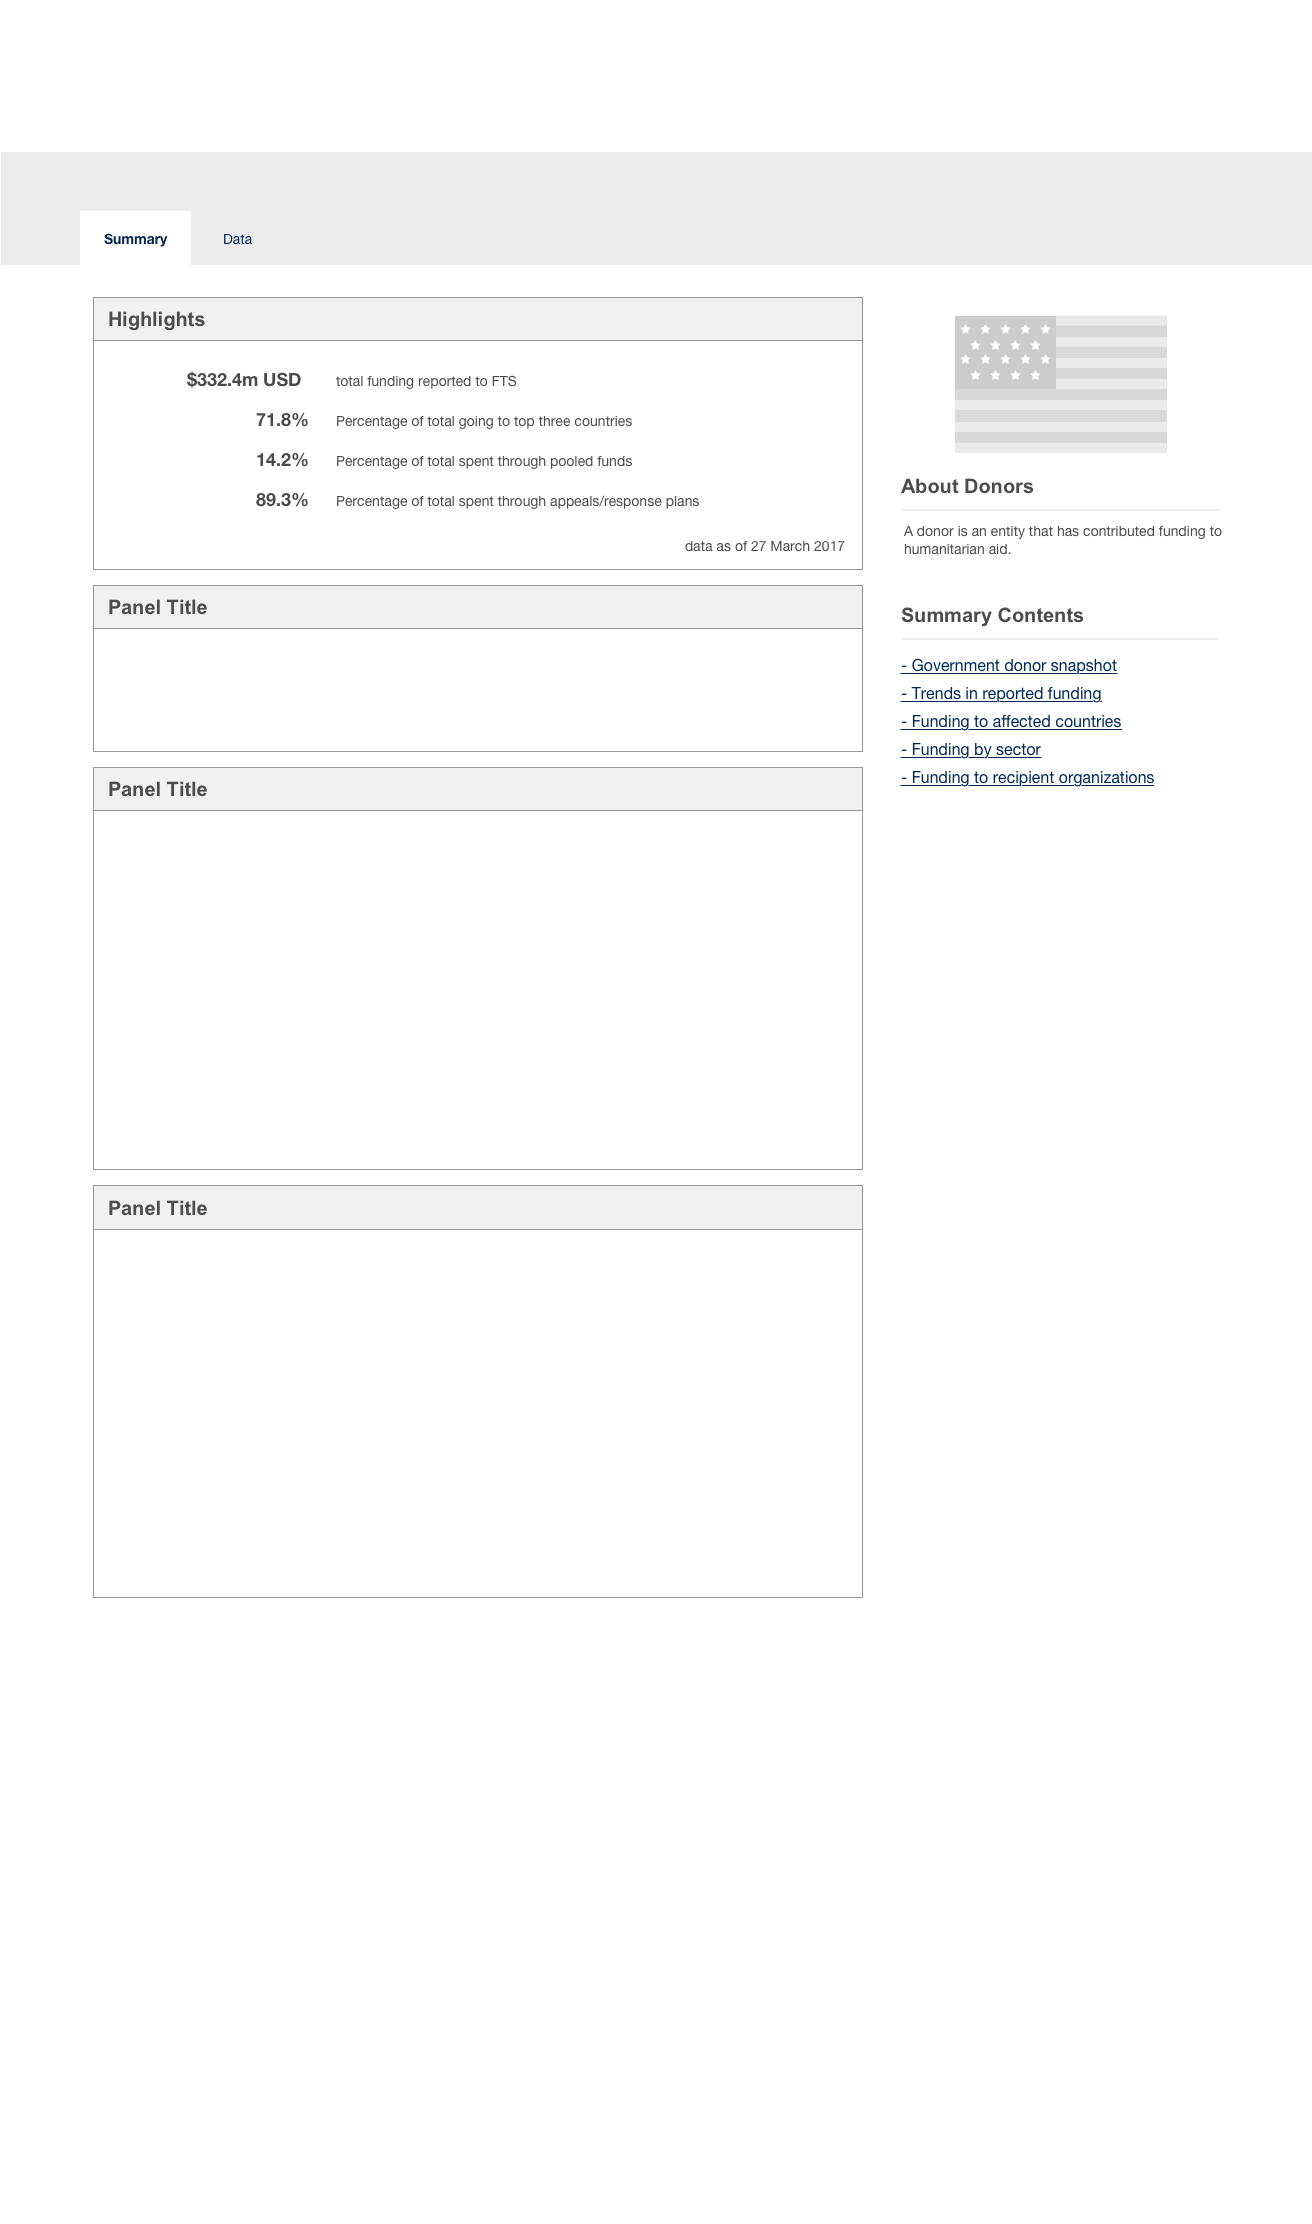 Summary
Data
Highlights
$332.4m USD total funding reported to FTS
71.8% Percentage of total going to top three countries
14.2% Percentage of total spent through pooled funds
89.3% Percentage of total spent through appeals/response plans
data as of 27 March 2017
Panel Title
Panel Title
Panel Title
About Donors
A donor is an entity that has contributed funding to
humanitarian aid.
Summary Contents
- Government donor snapshot
- Trends in reported funding
- Funding to affected countries
- Funding by sector
- Funding to recipient organizations